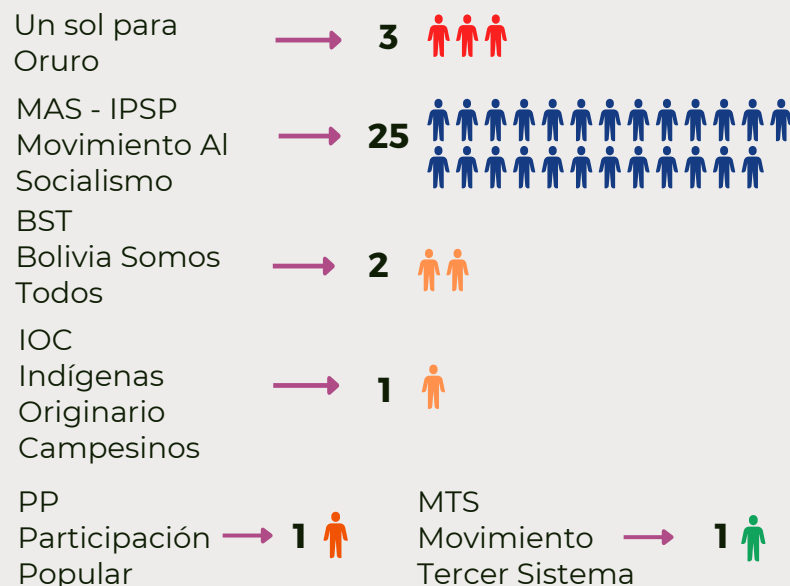 Un sol para
Oruro
3
MAS - IPSP
Movimiento Al
Socialismo
25
BST
Bolivia Somos
Todos
2
IOC
Indígenas
Originario
Campesinos
1
PP
Participación
Popular
1
MTS
Movimiento
Tercer Sistema
1